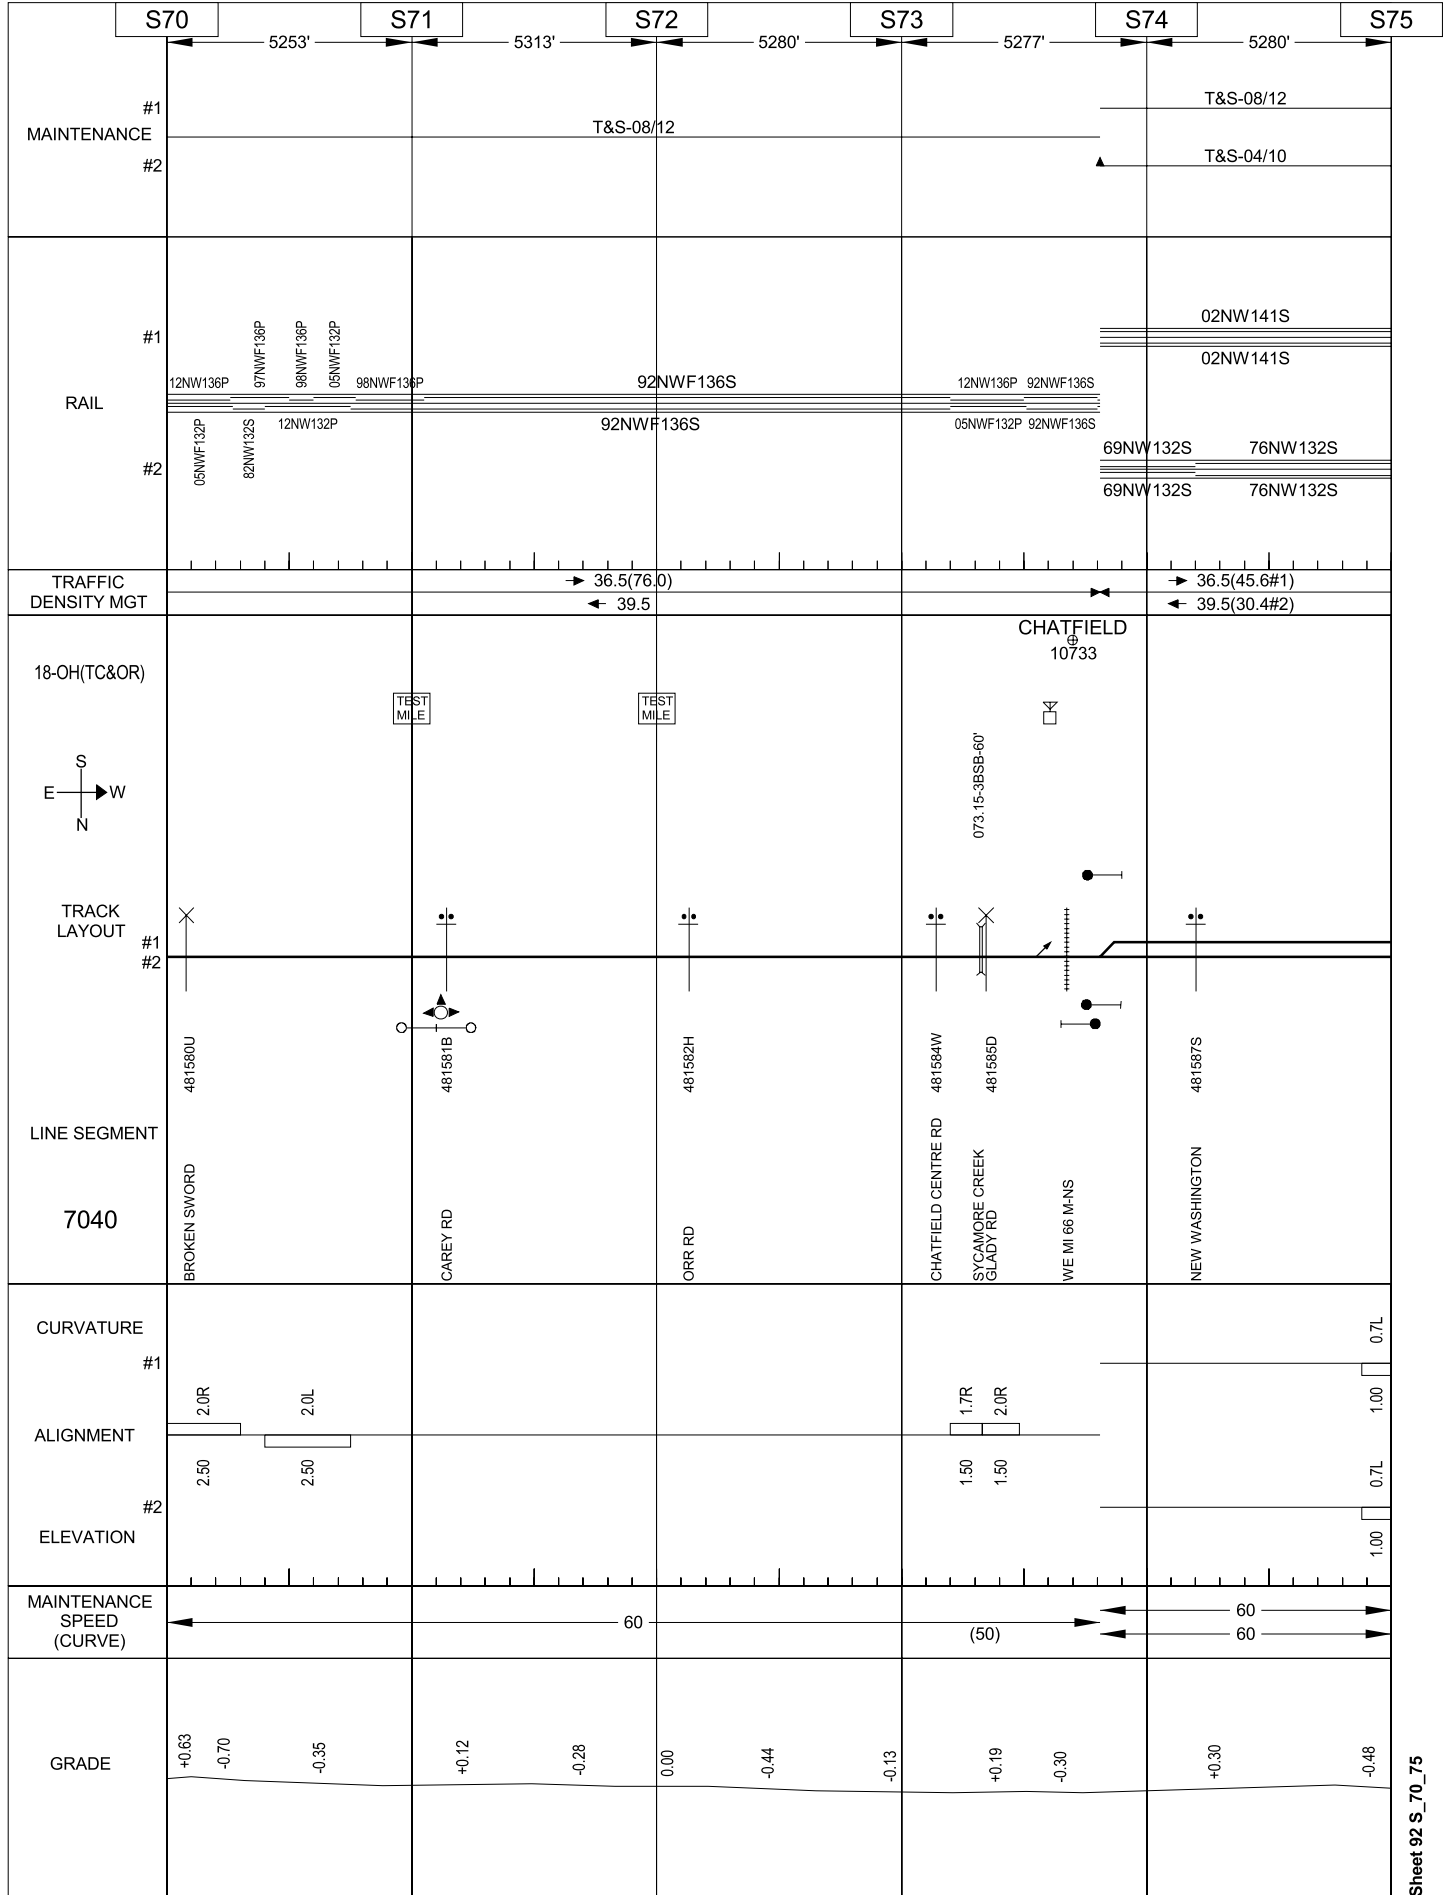 S70 S71 S72 S73 S74 S75
5253' 5313' 5280' 5277' 5280'
#1
T&S-08/12
T&S-08/12
MAINTENANCE
#2
T&S-04/10
#1
97NWF136P
98NWF136P
05NWF132P
02NW141S
02NW141S
RAIL
12NW136P
98NWF136P
92NWF136S
12NW136P
92NWF136S
05NWF132P
82NW132S
12NW132P
92NWF136S
05NWF132P
92NWF136S
#2
69NW132S
76NW132S
69NW132S
76NW132S
TRAFFIC
DENSITY MGT
36.5(76.0)
39.5
36.5(45.6#1)
39.5(30.4#2)
CHATFIELD
10733
18-OH(TC&OR)
TEST
MILE
TEST
MILE
073.15-3BSB-60'
S
E W
N
TRACK
LAYOUT
#1
#2
481580U
481581B
481582H
481584W
481585D
481587S
LINE SEGMENT
7040
BROKEN SWORD
CAREY RD
ORR RD
CHATFIELD CENTRE RD
SYCAMORE CREEK
GLADY RD
WE MI 66 M-NS
NEW WASHINGTON
CURVATURE
#1
0.7L
1.00
2.0R
2.0L
1.7R
2.0R
ALIGNMENT
2.50
2.50
1.50
1.50
0.7L
#2
ELEVATION
1.00
MAINTENANCE
SPEED
(CURVE)
60
(50)
60
60
GRADE
+0.63
-0.70
-0.35
+0.12
-0.28
0.00
-0.44
-0.13
+0.19
-0.30
+0.30
-0.48
Sheet 92 S_70_75